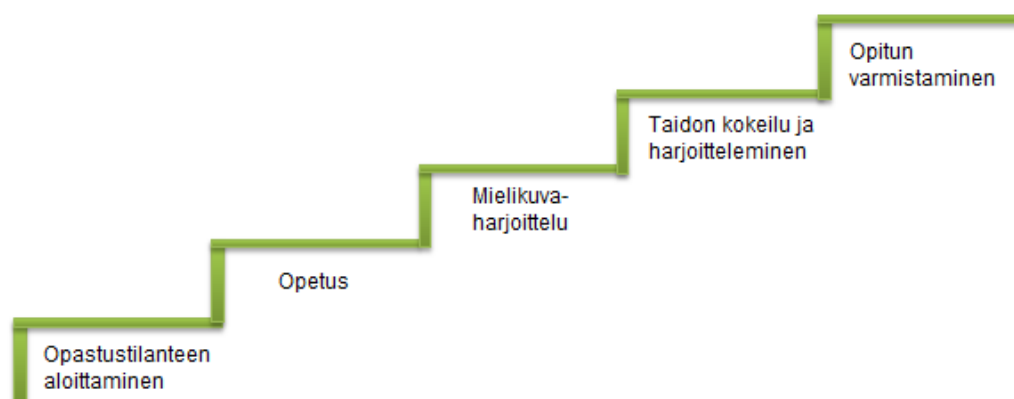 Opitun
varmistaminen
Taidon kokeilu ja
harjoitteleminen
Mielikuva-
harjoittelu
Opetus
Opastustilanteen
aloittaminen